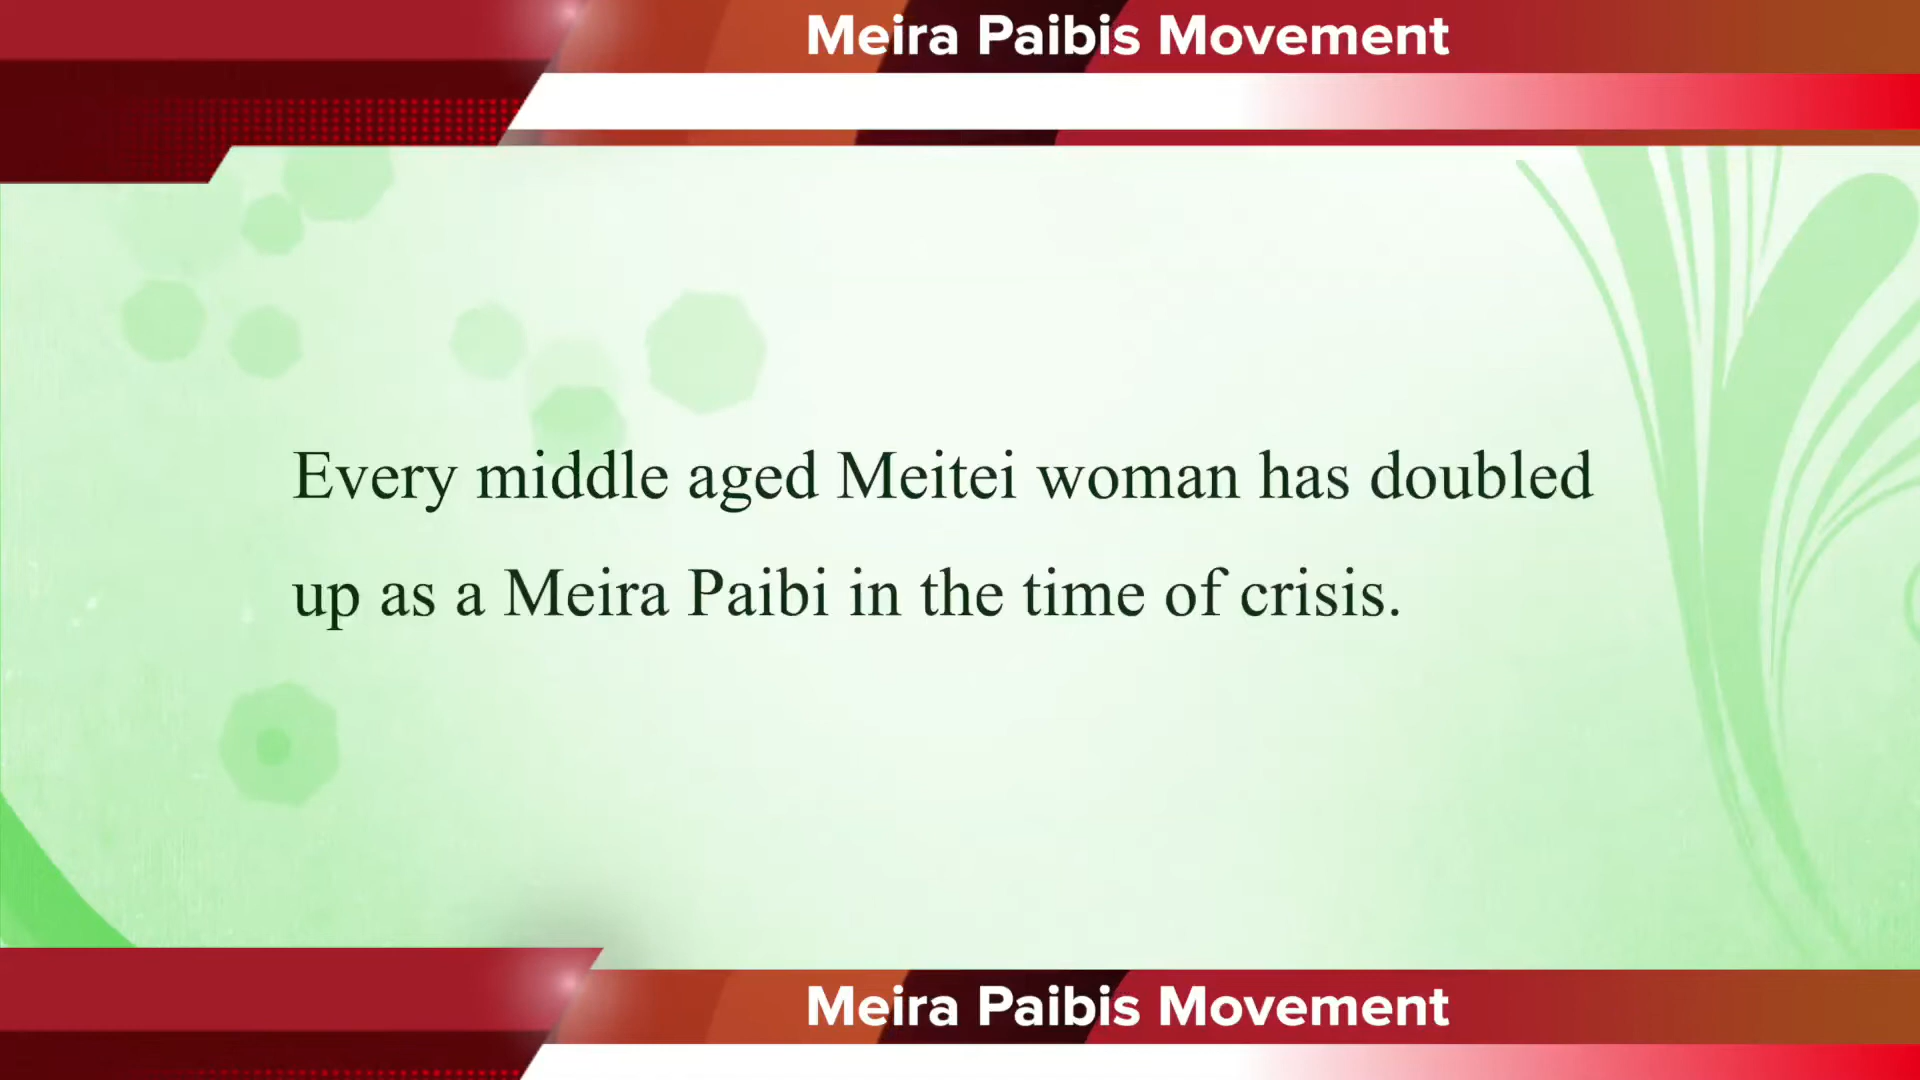 Meira Paibis Movement
Every middle aged Meitei woman has doubled
up as a Meira Paibi in the time of crisis.
Meira Paibis Movement